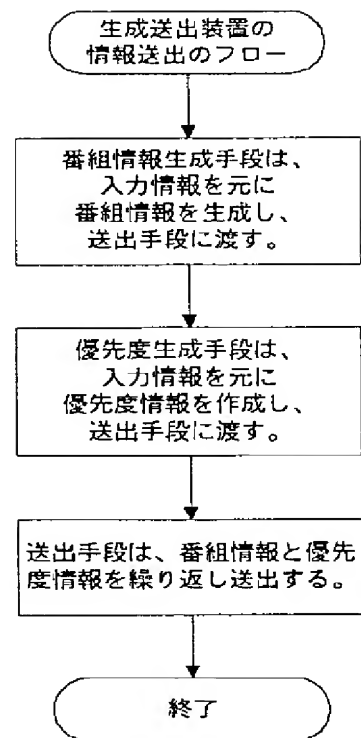 生成送出装置の
情報送出のフロー
番組情報生成手段は、
入力情報を元に
番組情報を生成し、
送出手段に渡す。
優先度生成手段は、
入力情報を元に
優先度情報を作成し、
送出手段に渡す。
送出手段は、番組情報と優先
度情報を繰り返し送出する。
終了